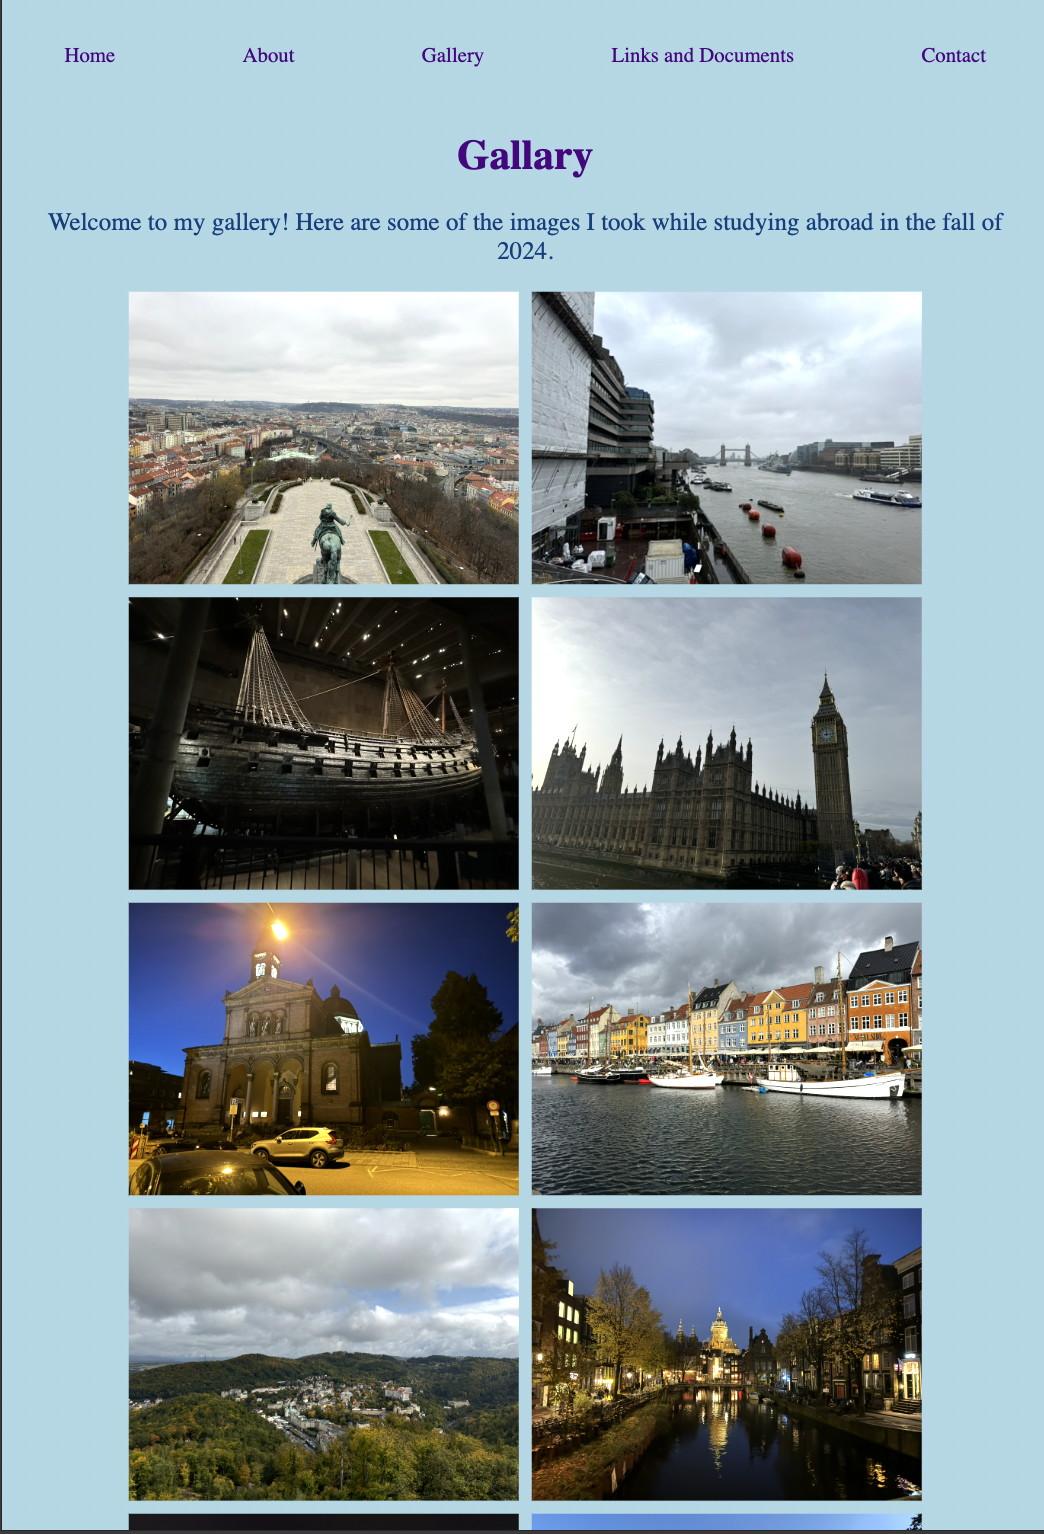 Home About Gallery Links and Documents Contact
Gallary
Welcome to my gallery! Here are some of the images I took while studying abroad in the fall of
2024.